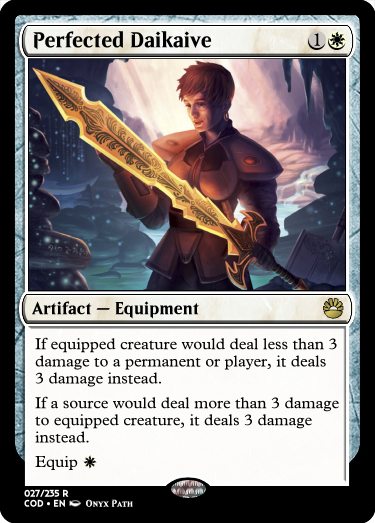 Perfected Daikaive 1
Artifact — Equipment
If equipped creature would deal less than 3
damage to a permanent or player, it deals
3 damage instead.
If a source would deal more than 3 damage
to equipped creature, it deals 3 damage
instead.
Equip
027/235 R
COD • EN Onyx Path